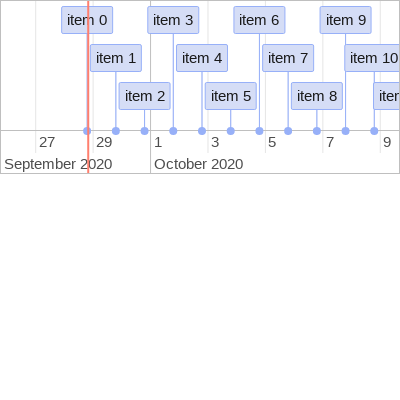 item 0 item 3 item 6 item 9
item 1 item 4 item 7 item 10
item 2 item 5 item 8
27 29 1 3 5 7 9
September 2020 October 2020